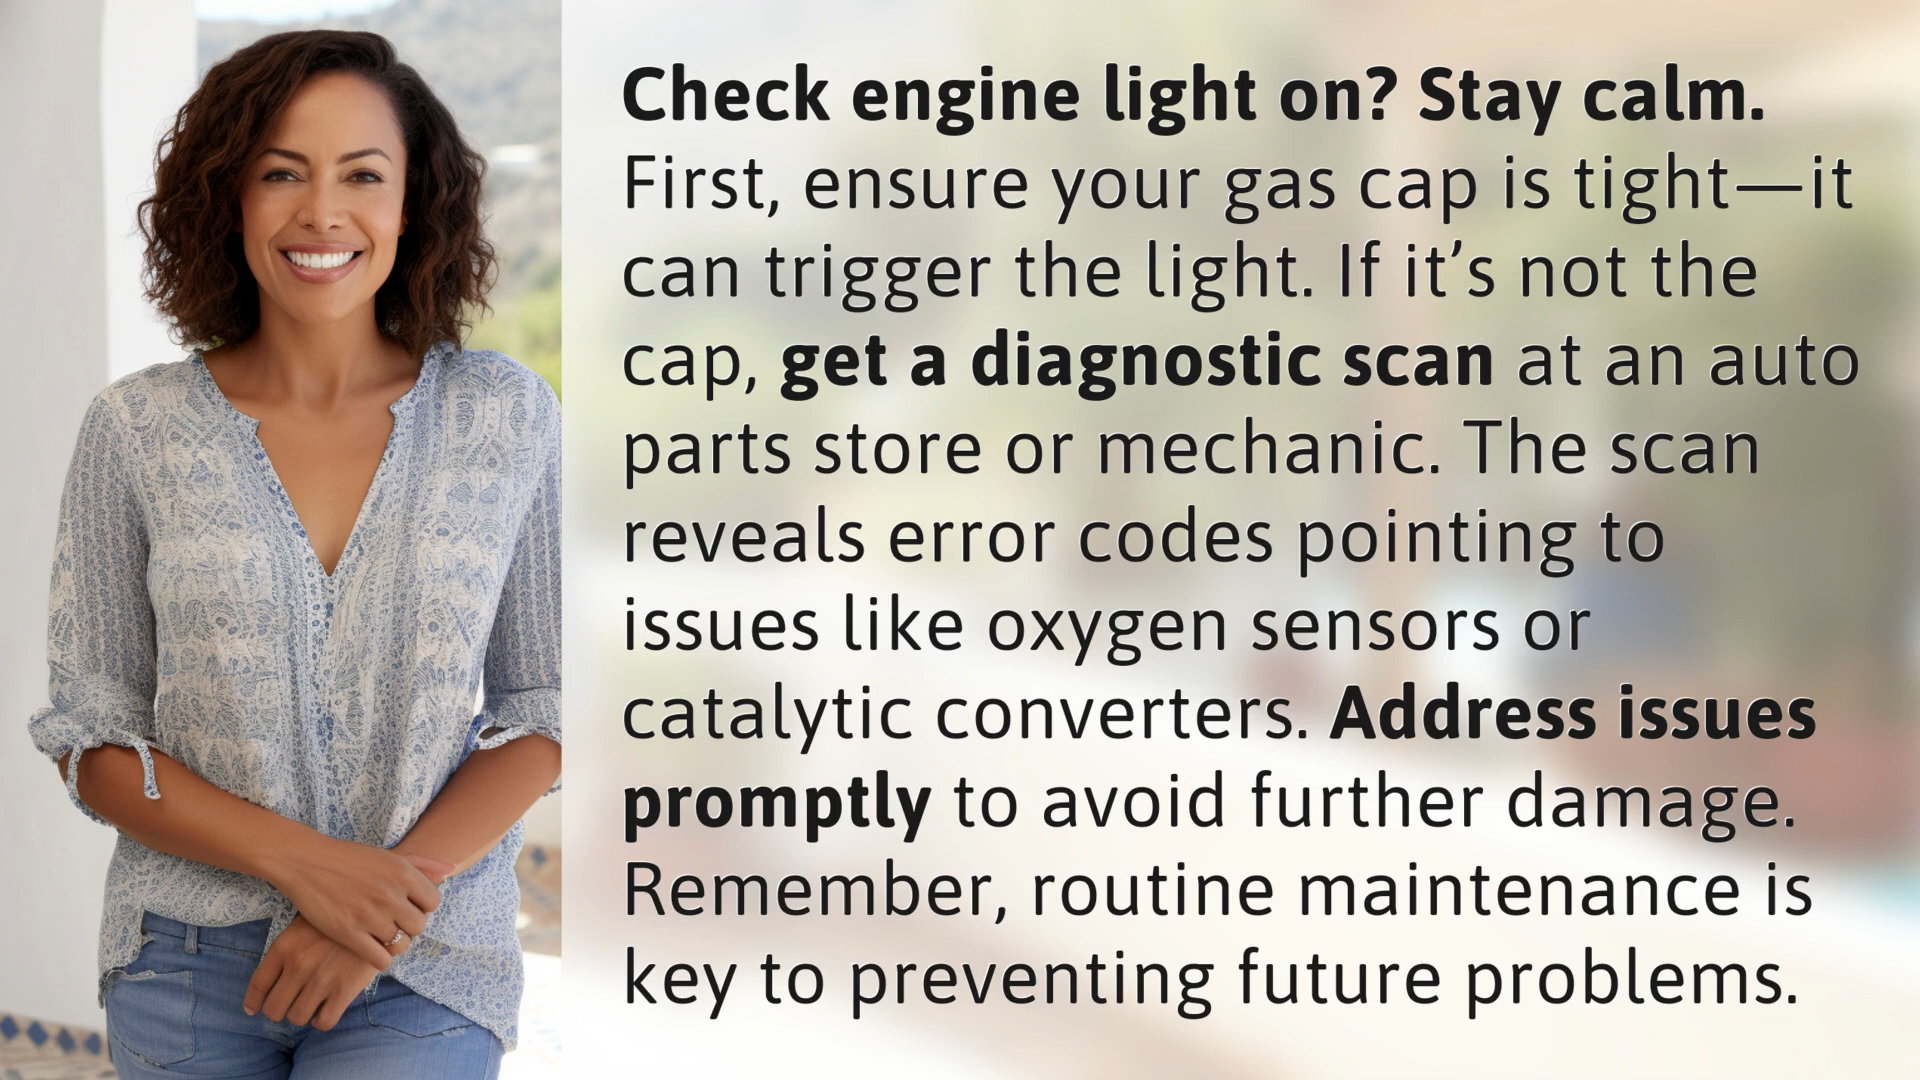 Check engine light on? Stay calm.
First, ensure your gas cap is tight—it
can trigger the light. If it’s not the
cap, get a diagnostic scan at an auto
parts store or mechanic. The scan
reveals error codes pointing to
issues like oxygen sensors or
catalytic converters. Address issues
promptly to avoid further damage.
Remember, routine maintenance is
key to preventing future problems.